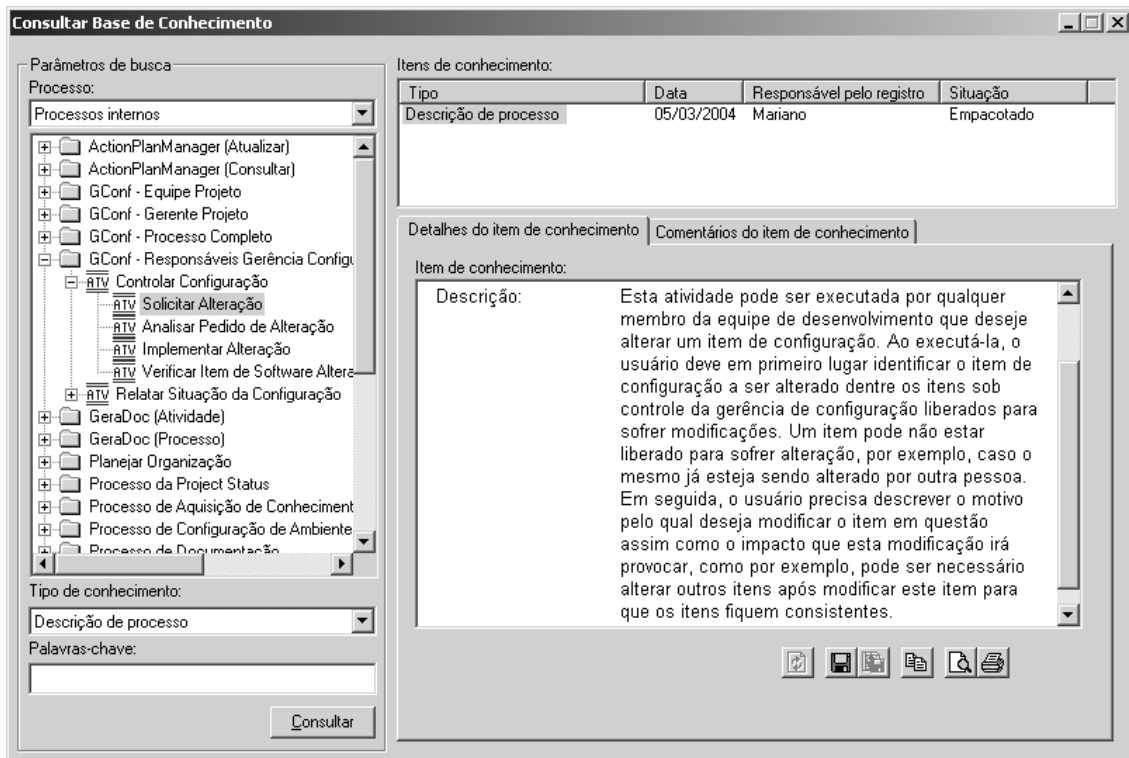 Consultar Base de Conhecimento
Parâmetros de busca
Processo:
Processos internos
ActionPlanManager (Atualizar)
ActionPlanManager (Consultar)
GConf - Equipe Projeto
GConf - Gerente Projeto
GConf - Processo Completo
GConf - Responsáveis Gerência Configu
ATV Controlar Configuração
ATV Solicitar Alteração
ATV Analisar Pedido de Alteração
ATV Implementar Alteração
ATV Verificar Item de Software Altera
ATV Relatar Situação da Configuração
GeraDoc (Atividade)
GeraDoc (Processo)
Planejar Organização
Processo da Project Status
Processo de Aquisição de Conheciment
Processo de Configuração de Ambiente
Processo de Documentação
Tipo de conhecimento:
Descrição de processo
Palavras-chave:
Consultar
Itens de conhecimento:
Tipo Data Responsável pelo registro Situação
Descrição de processo 05/03/2004 Mariano Empacotado
Detalhes do item de conhecimento Comentários do item de conhecimento
Item de conhecimento:
Descrição: Esta atividade pode ser executada por qualquer
membro da equipe de desenvolvimento que deseje
alterar um item de configuração. Ao executá-la, o
usuário deve em primeiro lugar identificar o item de
configuração a ser alterado dentre os itens sob
controle da gerência de configuração liberados para
sofrer modificações. Um item pode não estar
liberado para sofrer alteração, por exemplo, caso o
mesmo já esteja sendo alterado por outra pessoa.
Em seguida, o usuário precisa descrever o motivo
pelo qual deseja modificar o item em questão
assim como o impacto que esta modificação irá
provocar, como por exemplo, pode ser necessário
alterar outros itens após modificar este item para
que os itens fiquem consistentes.